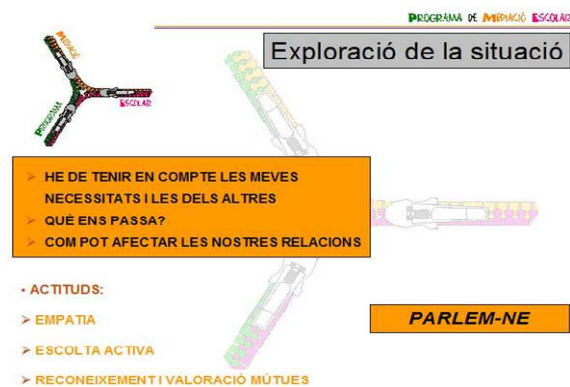 PROGRAMA DE MEDIACIÓ ESCOLAR
Exploració de la situació
MEDIACIÓ
ESCOLAR
PROGRAMA
HE DE TENIR EN COMPTE LES MEVES
NECESSITATS I LES DELS ALTRES
QUÈ ENS PASSA?
COM POT AFECTAR LES NOSTRES RELACIONS
• ACTITUDS:
EMPATIA
PARLEM-NE
ESCOLTA ACTIVA
RECONEIXEMENT I VALORACIÓ MÚTUES